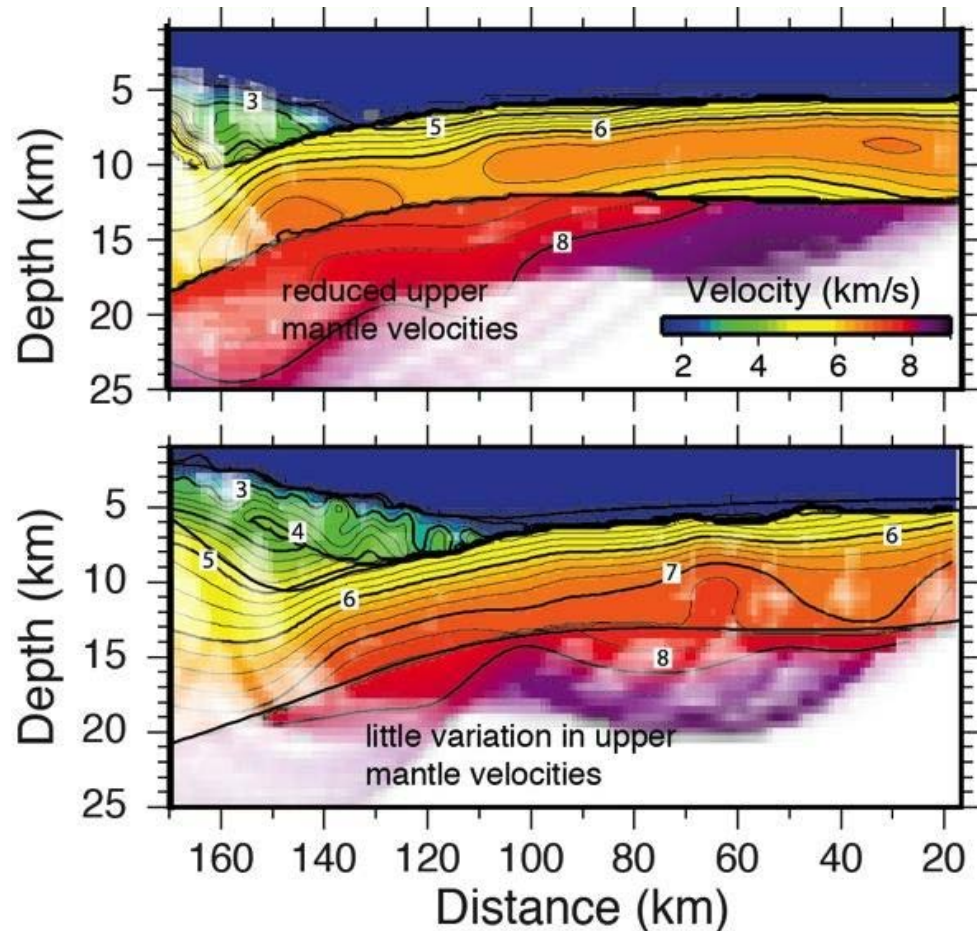 5
10
15
20
25
Depth (km)
3
5
6
8
reduced upper
mantle velocities
Velocity (km/s)
2 4 6 8
5
10
15
20
25
Depth (km)
3
4
5
6
6
7
8
little variation in upper
mantle velocities
160 140 120 100 80 60 40 20
Distance (km)